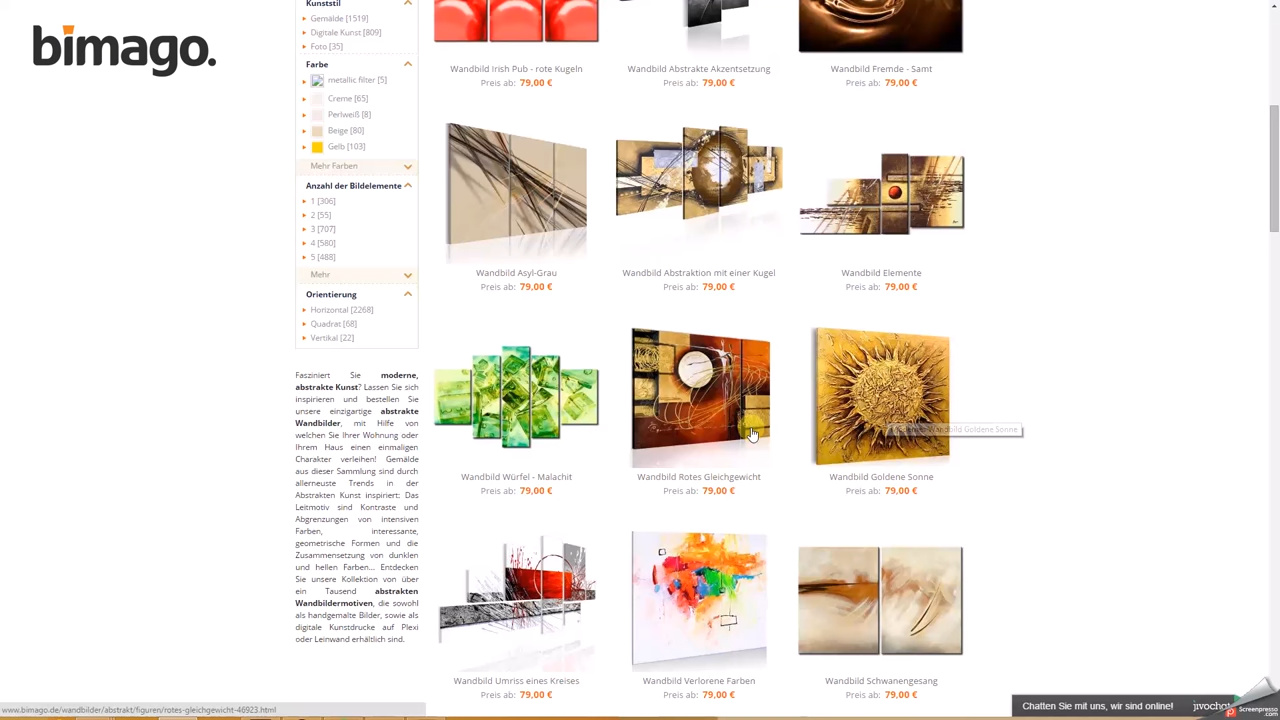 bimago.
Kunststil
Gemälde [1519]
Digitale Kunst [809]
Foto [35]
Farbe
metallic filter [5]
Creme [65]
Perlweiß [8]
Beige [80]
Gelb [103]
Mehr Farben
Anzahl der Bildelemente
1 [306]
2 [55]
3 [707]
4 [580]
5 [488]
Mehr
Orientierung
Horizontal [2268]
Quadrat [68]
Vertikal [22]
Fasziniert Sie moderne,
abstrakte Kunst? Lassen Sie sich
inspirieren und bestellen Sie
unsere einzigartige abstrakte
Wandbilder, mit Hilfe von
welchen Sie Ihrer Wohnung oder
Ihrem Haus einen einmaligen
Charakter verleihen! Gemälde
aus dieser Sammlung sind durch
allerneuste Trends in der
Abstrakten Kunst inspiriert: Das
Leitmotiv sind Kontraste und
Abgrenzungen von intensiven
Farben, interessante,
geometrische Formen und die
Zusammensetzung von dunklen
und hellen Farben... Entdecken
Sie unsere Kollektion von über
ein Tausend abstrakten
Wandbildermotiven, die sowohl
als handgemalte Bilder, sowie als
digitale Kunstdrucke auf Plexi
oder Leinwand erhältlich sind.
Wandbild Irish Pub - rote Kugeln
Preis ab: 79,00 €
Wandbild Abstrakte Akzentsetzung
Preis ab: 79,00 €
Wandbild Fremde - Samt
Preis ab: 79,00 €
Wandbild Asyl-Grau
Preis ab: 79,00 €
Wandbild Abstraktion mit einer Kugel
Preis ab: 79,00 €
Wandbild Elemente
Preis ab: 79,00 €
Wandbild Würfel - Malachit
Preis ab: 79,00 €
Wandbild Rotes Gleichgewicht
Preis ab: 79,00 €
Wandbild Goldene Sonne
Wandbild Goldene Sonne
Preis ab: 79,00 €
Wandbild Umriss eines Kreises
Preis ab: 79,00 €
Wandbild Verlorene Farben
Preis ab: 79,00 €
Wandbild Schwanengesang
Preis ab: 79,00 €
www.bimago.de/wandbilder/abstrakt/figuren/rotes-gleichgewicht-46923.html
Chatten Sie mit uns, wir sind online!
jivochat
Screenpresso
.com